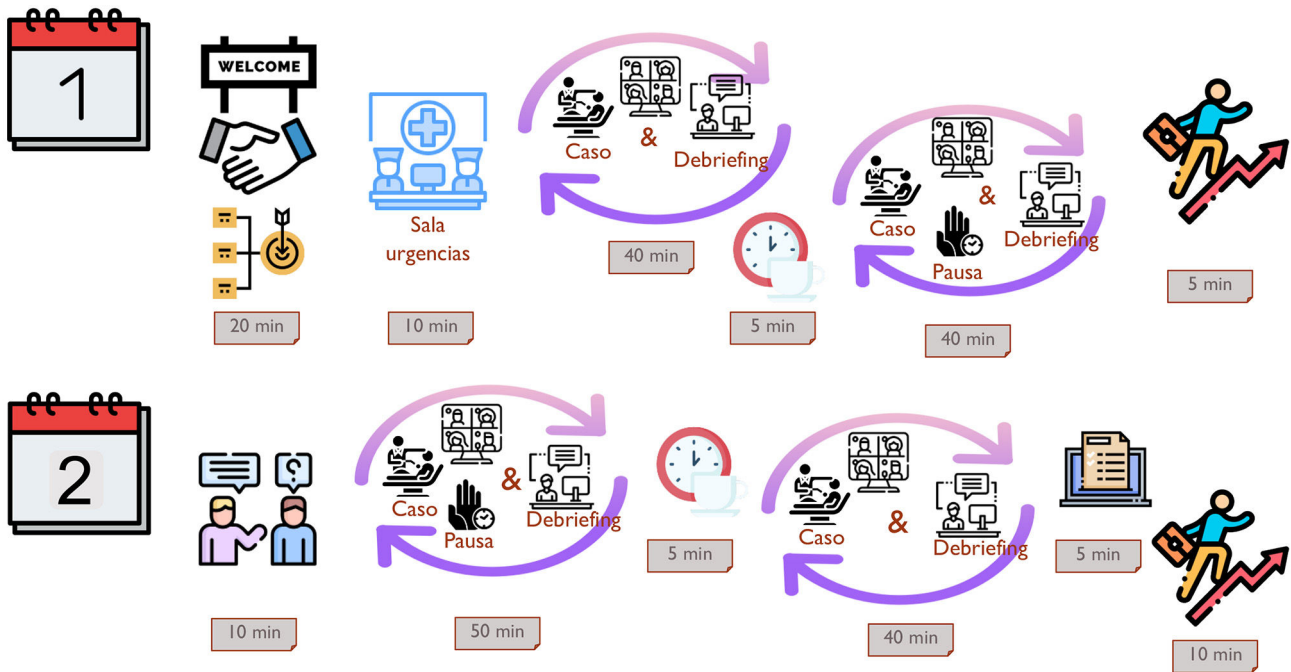 1
WELCOME
Sala
urgencias
Caso
&
Debriefing
Caso
&
Pausa
Debriefing
20 min
10 min
40 min
5 min
40 min
5 min
2
?
Caso
&
Pausa
Debriefing
Caso
&
Debriefing
10 min
50 min
5 min
40 min
5 min
10 min